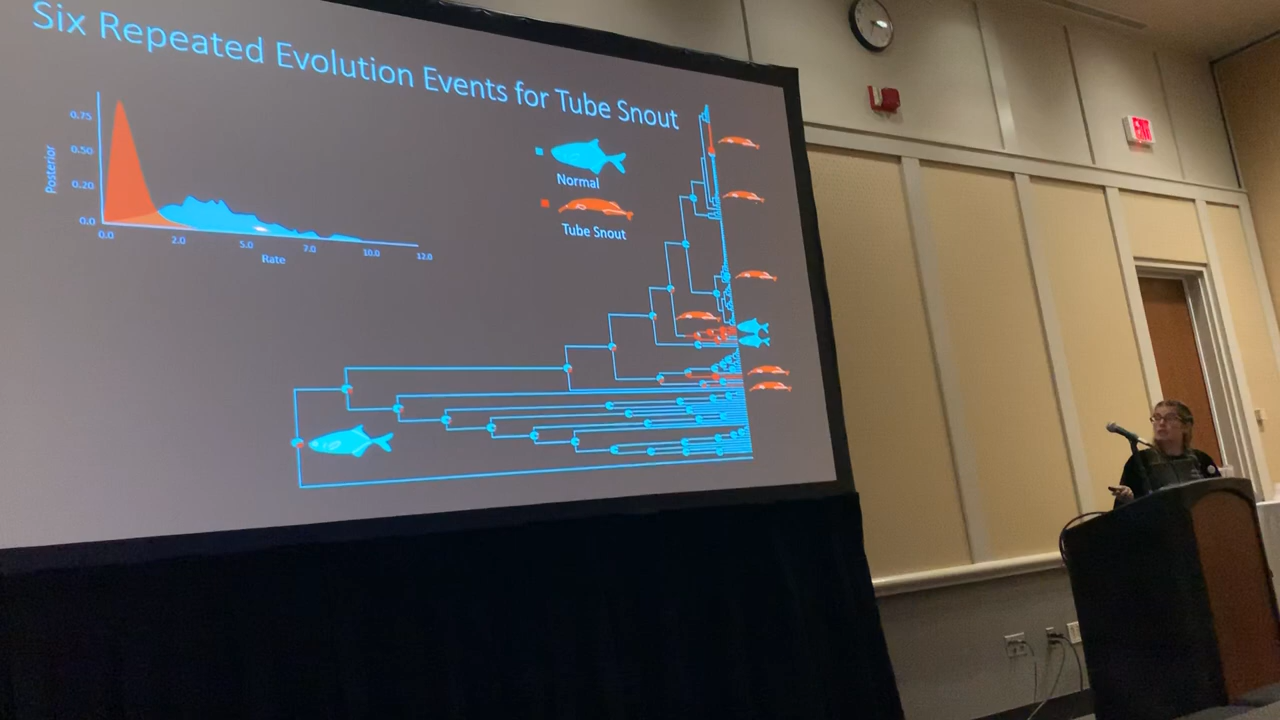 Six Repeated Evolution Events for Tube Snout
0.75
0.50
0.20
0.0
Posterior
0.0 2.0 5.0 7.0 10.0 12.0
Rate
Normal
Tube Snout
EXIT